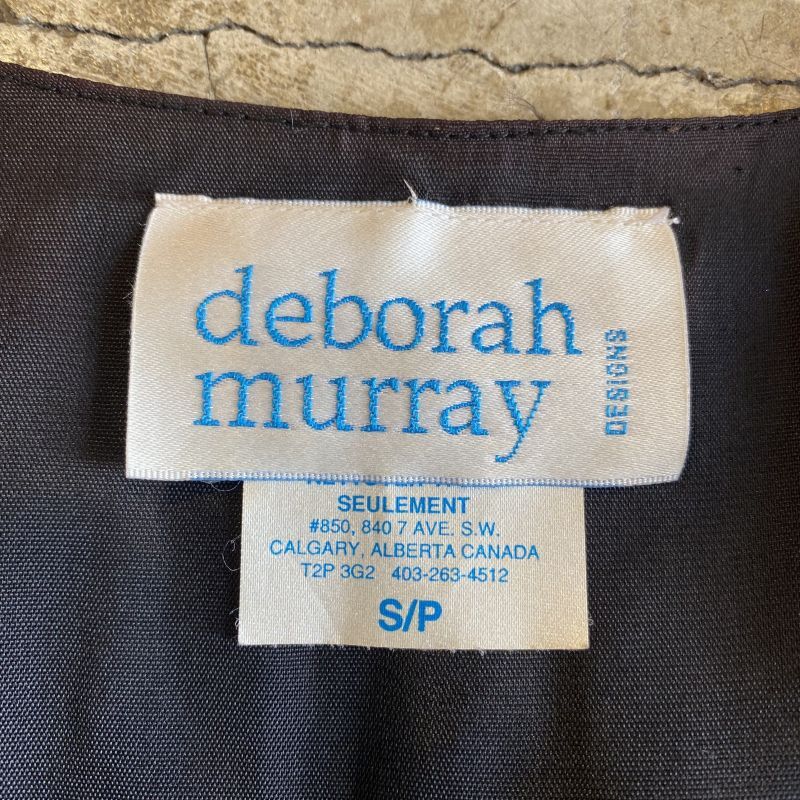 deborah
murray
DESIGNS
SEULEMENT
#850, 840 7 AVE. S.W.
CALGARY, ALBERTA CANADA
T2P 3G2 403-263-4512
S/P